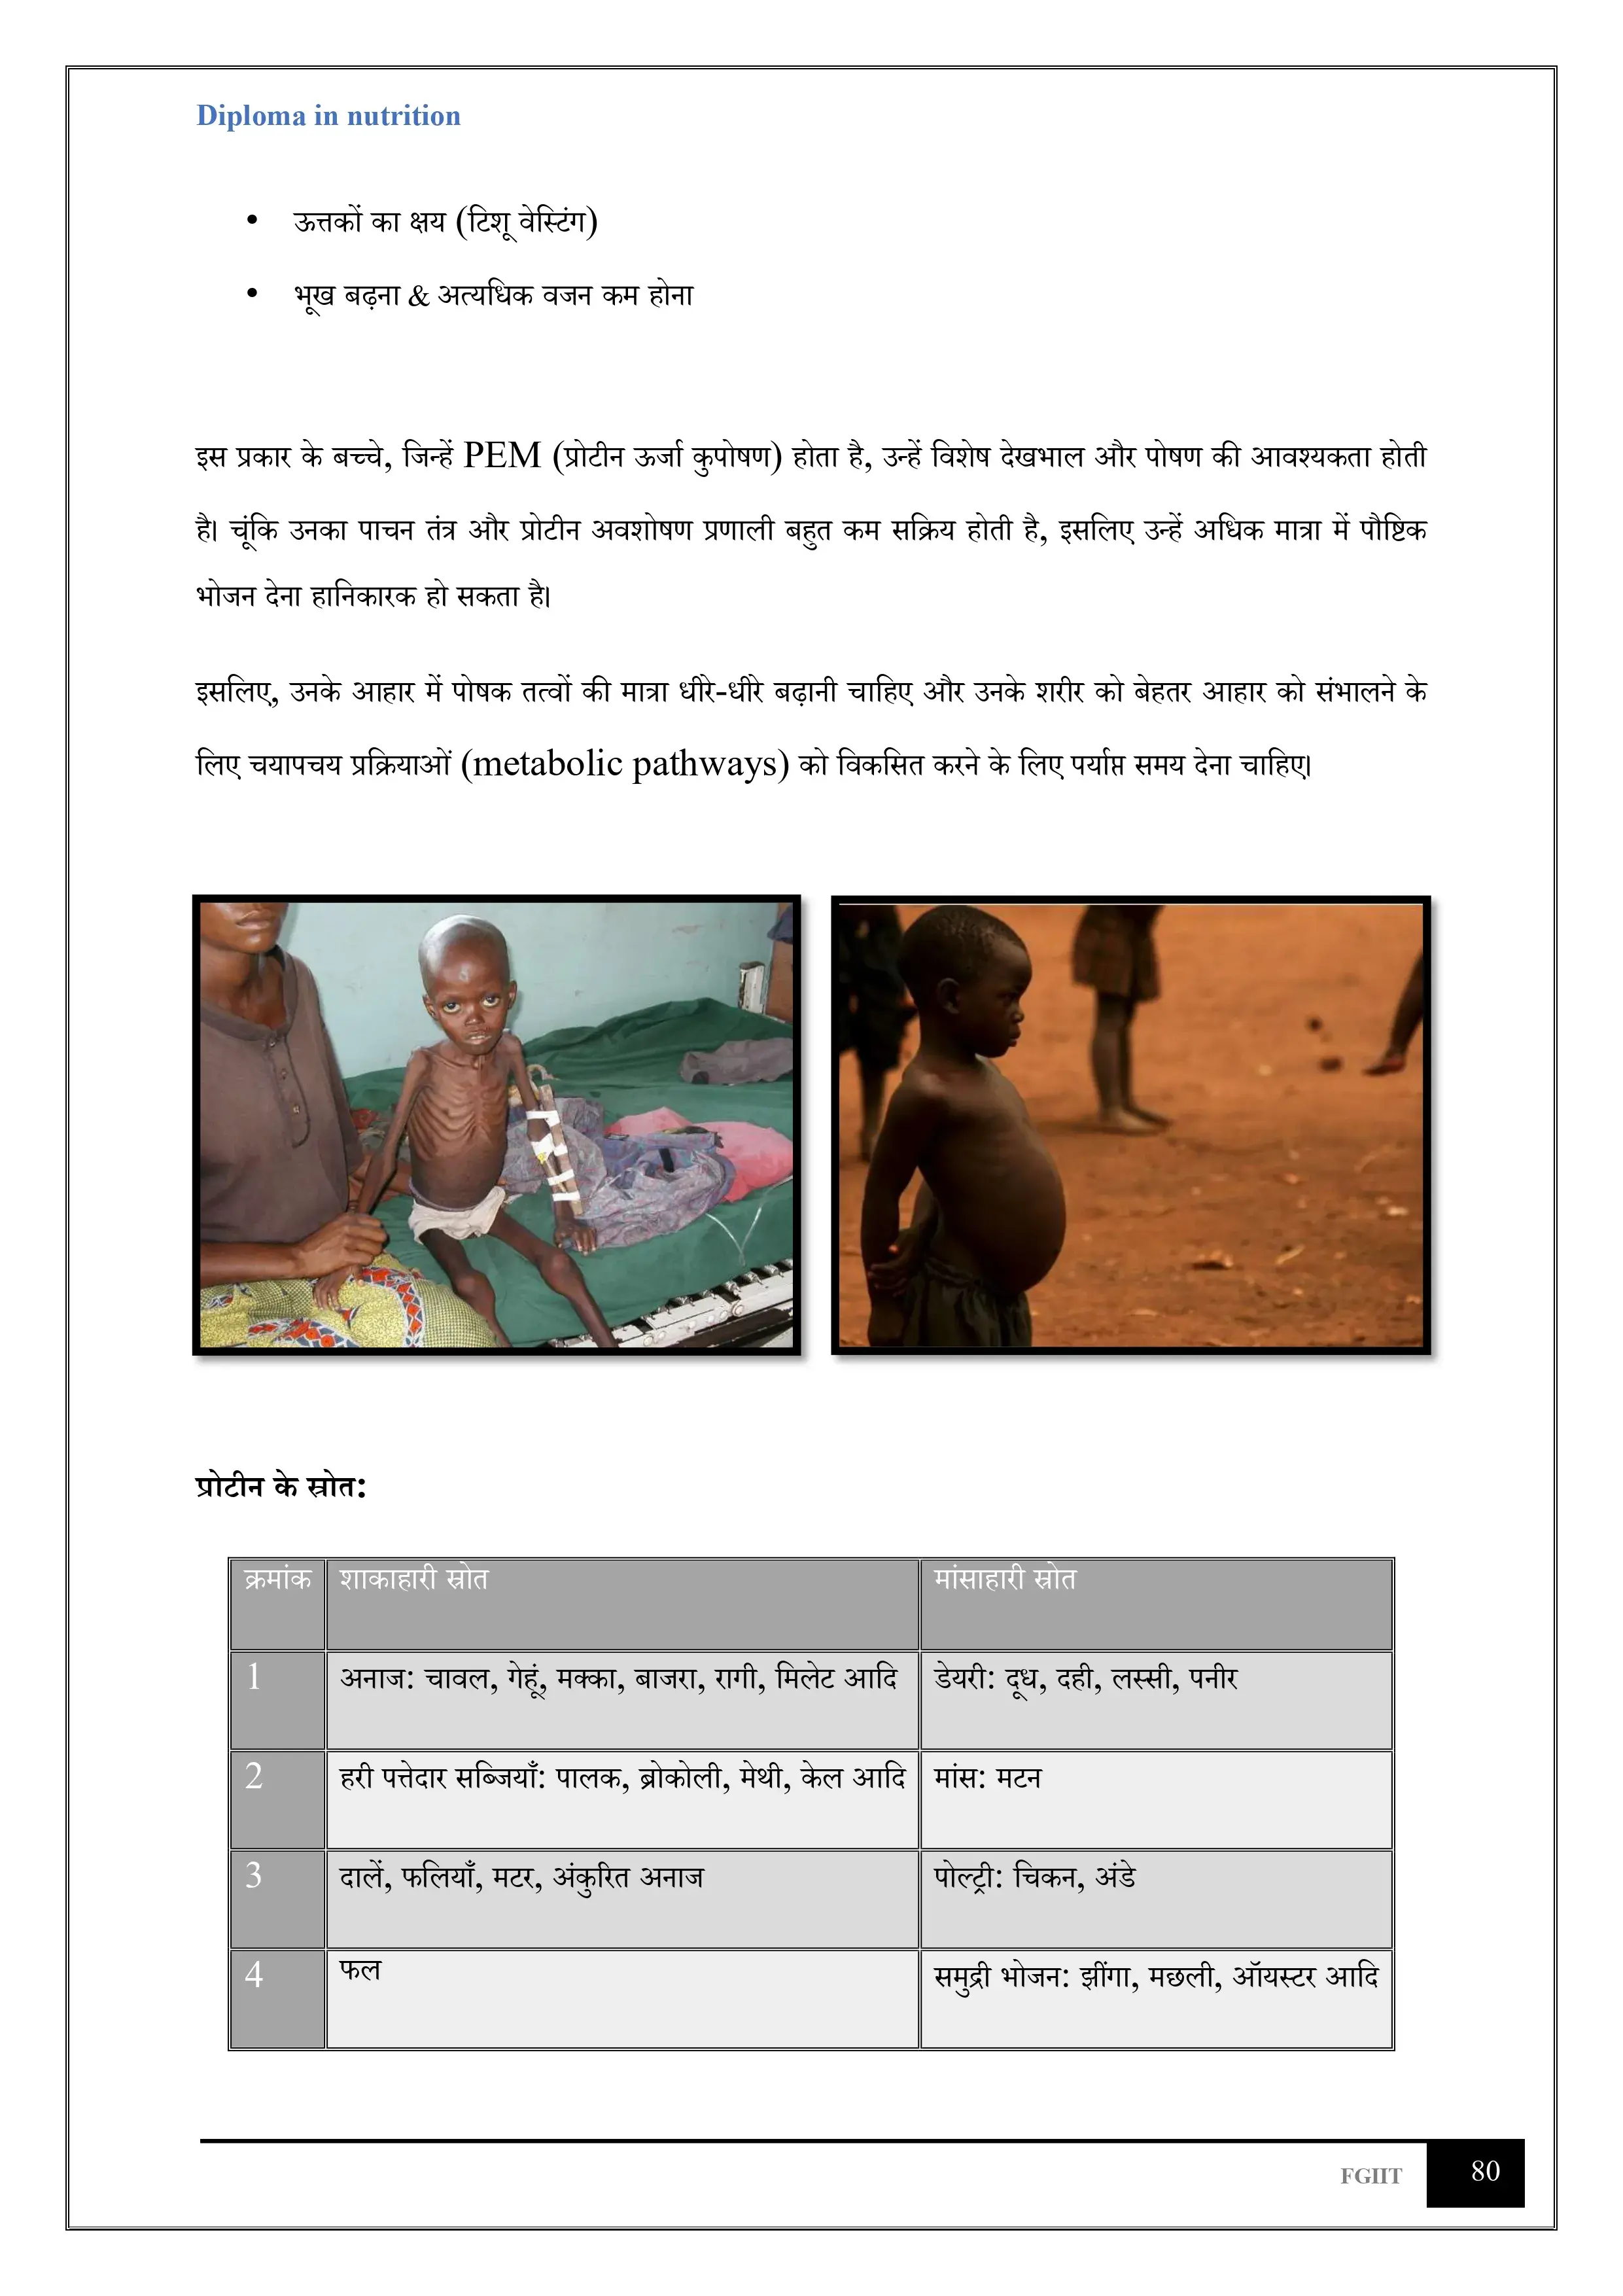 Diploma in nutrition
• ऊत्तकों का क्षय (टिशू वेस्टिंग)
• भूख बढ़ना & अत्यधिक वजन कम होना
इस प्रकार के बच्चे, जिन्हें PEM (प्रोटीन ऊर्जा कुपोषण) होता है, उन्हें विशेष देखभाल और पोषण की आवश्यकता होती
है। चूंकि उनका पाचन तंत्र और प्रोटीन अवशोषण प्रणाली बहुत कम सक्रिय होती है, इसलिए उन्हें अधिक मात्रा में पौष्टिक
भोजन देना हानिकारक हो सकता है।
इसलिए, उनके आहार में पोषक तत्वों की मात्रा धीरे-धीरे बढ़ानी चाहिए और उनके शरीर को बेहतर आहार को संभालने के
लिए चयापचय प्रक्रियाओं (metabolic pathways) को विकसित करने के लिए पर्याप्त समय देना चाहिए।
प्रोटीन के स्रोत:
क्रमांक शाकाहारी स्रोत मांसाहारी स्रोत
1 अनाज: चावल, गेहूं, मक्का, बाजरा, रागी, मिलेट आदि डेयरी: दूध, दही, लस्सी, पनीर
2 हरी पत्तेदार सब्जियाँ: पालक, ब्रोकोली, मेथी, केल आदि मांस: मटन
3 दालें, फलियाँ, मटर, अंकुरित अनाज पोल्ट्री: चिकन, अंडे
4 फल समुद्री भोजन: झींगा, मछली, ऑयस्टर आदि
FGIIT 80